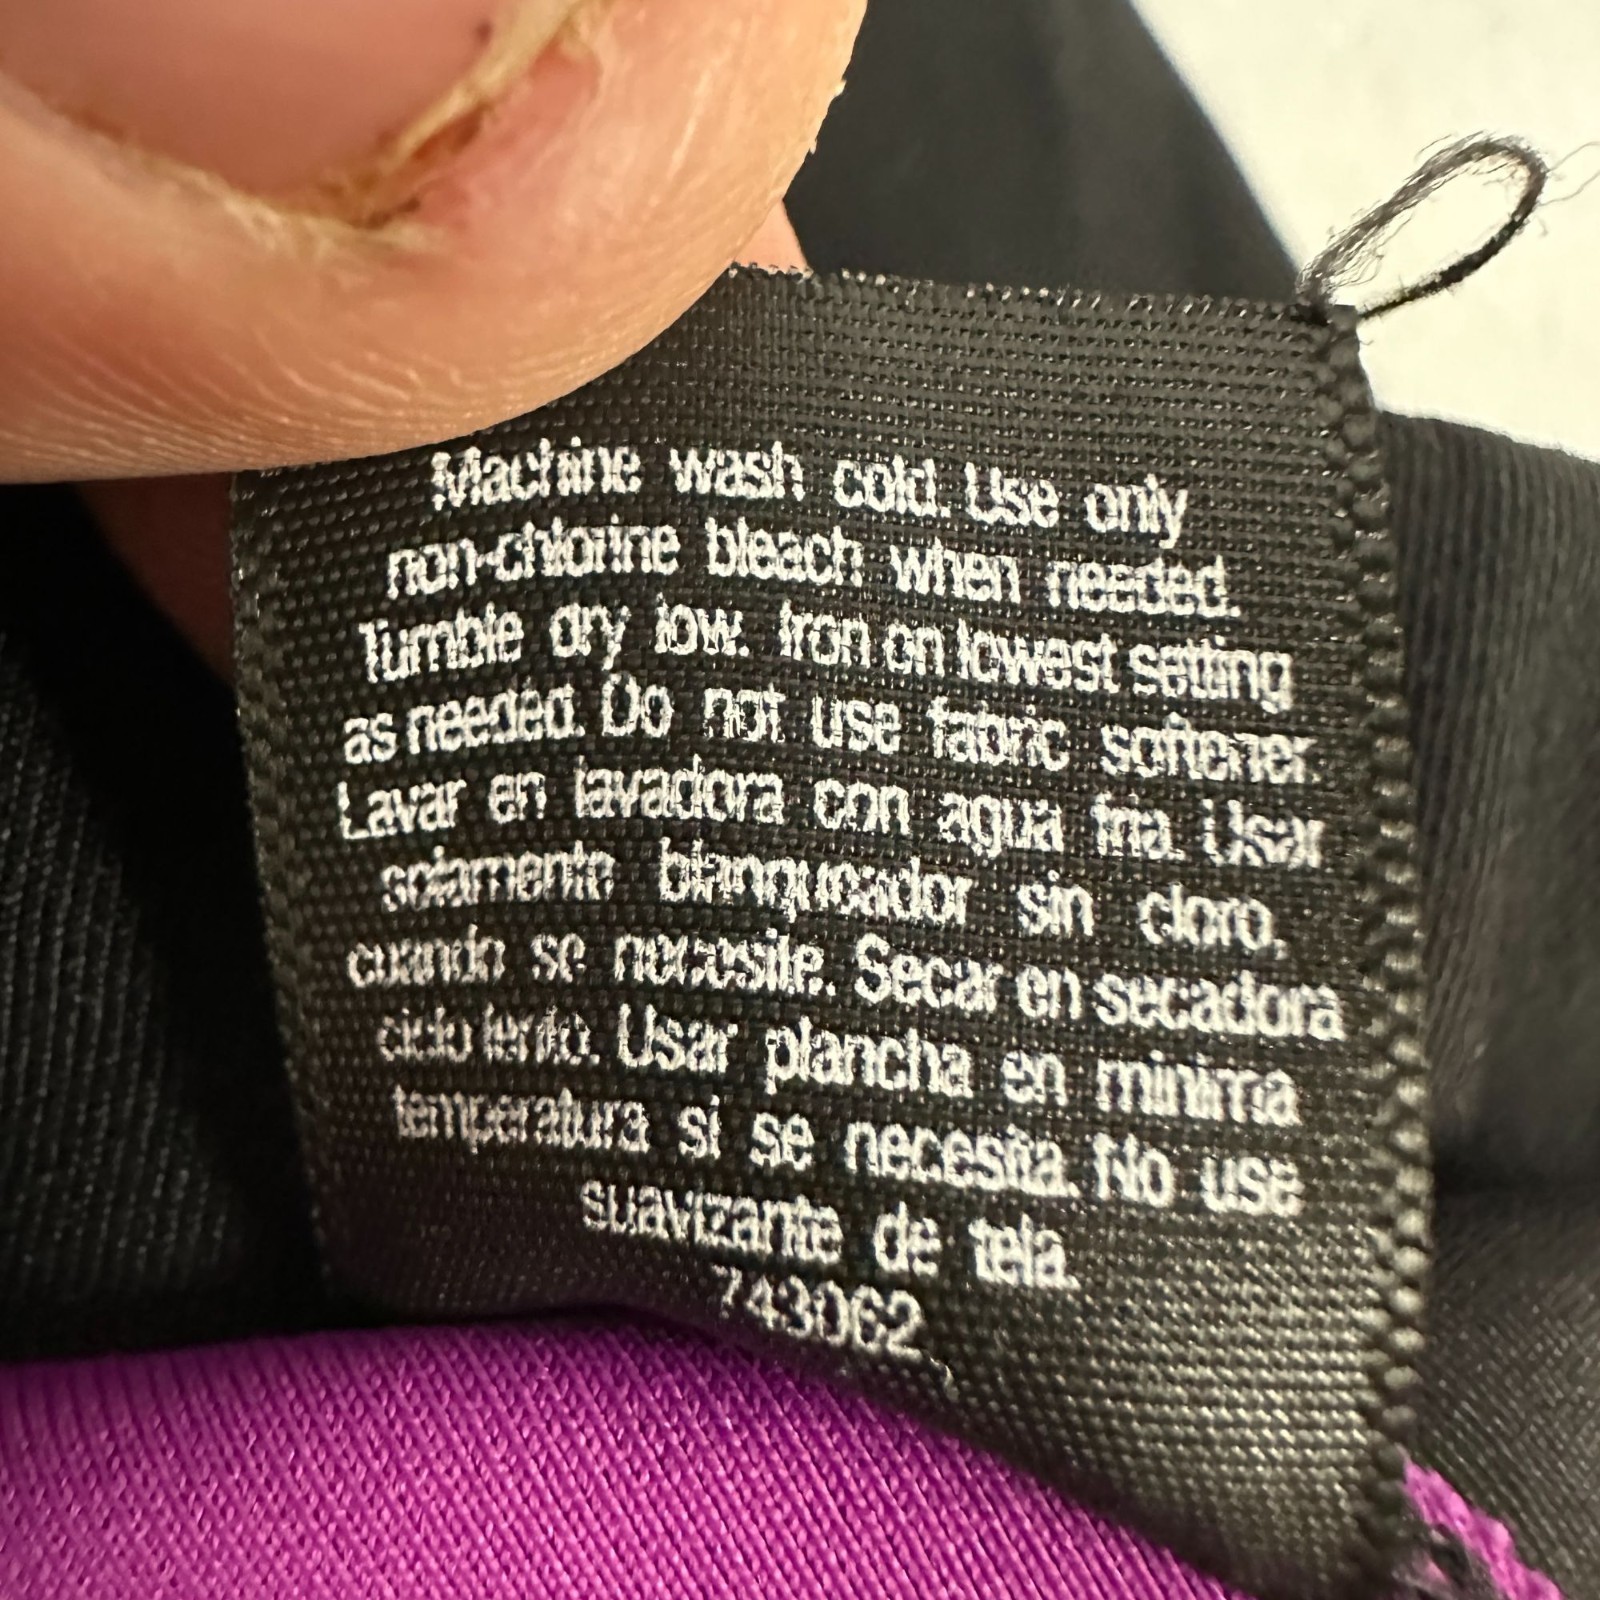 Machine wash cold. Use only
non-chlorine bleach when needed.
Tumble dry low. Iron on lowest setting
as needed. Do not use fabric softener.
Lavar en lavadora con agua fria. Usar
solamente blanqueador sin cloro,
cuando se necesite. Secar en secadora
ciclo lento. Usar plancha en minima
temperatura si se necesita. No use
suavizante de tela.
743062